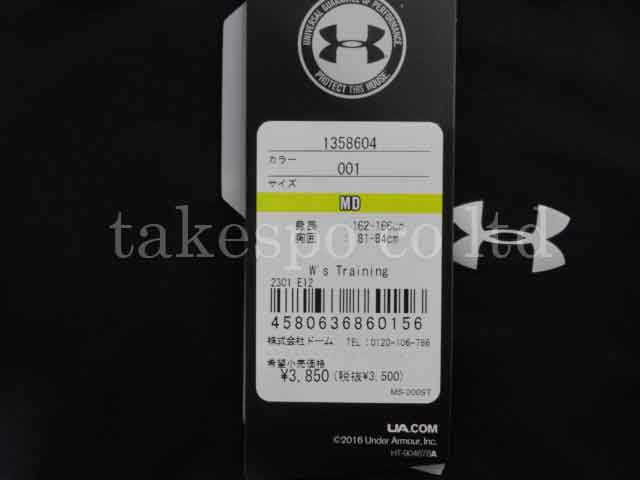 UNIVERSAL GUARANTEE OF PERFORMANCE
PROTECT THIS HOUSE.
1358604
カラー
001
サイズ
MD
身長 : 162-166cm
胸囲 : 81-84cm
takespo co ltd
W's Training
2301 E12
4580636860156
株式会社ドーム TEL:0120-106-786
希望小売価格
¥3,850(税抜¥3,500)
MS-200ST
UA.COM
©2016 Under Armour, Inc.
HT-904678A